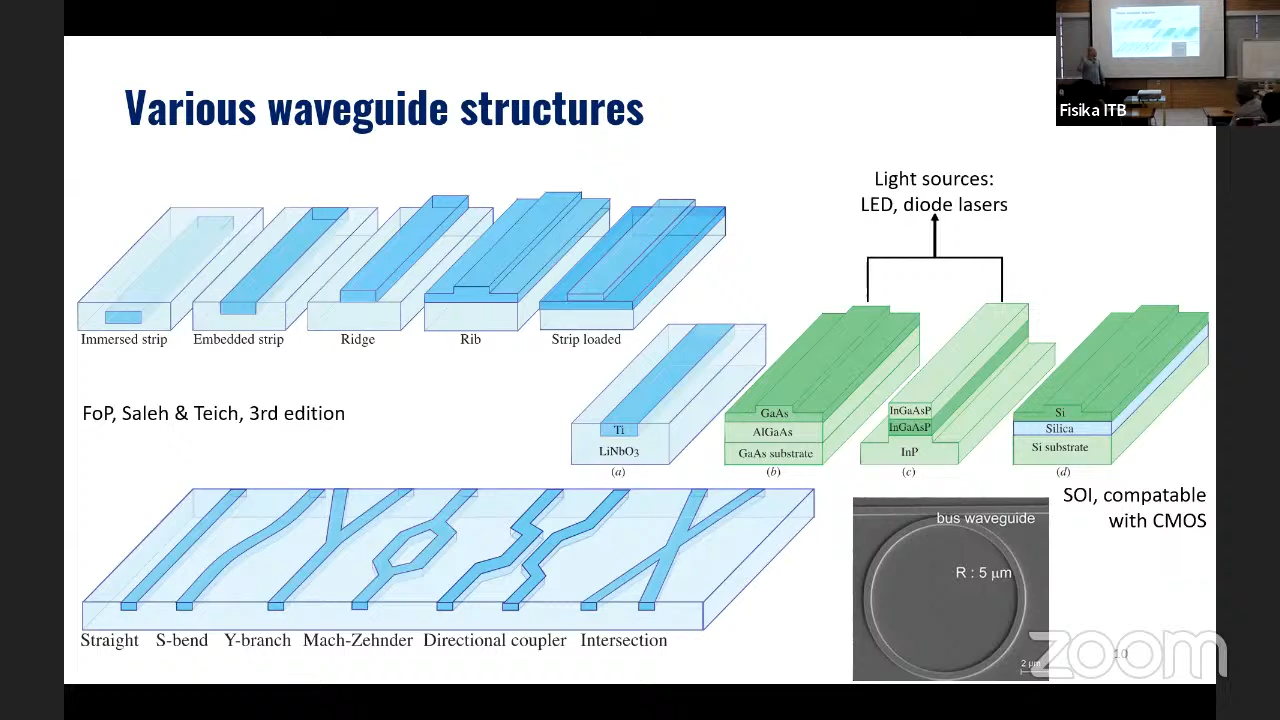 Various waveguide structures
Fisika ITB
Light sources:
LED, diode lasers
Immersed strip
Embedded strip
Ridge
Rib
Strip loaded
FoP, Saleh & Teich, 3rd edition
Ti
LiNbO3
(a)
GaAs
AlGaAs
GaAs substrate
(b)
InGaAsP
InGaAsP
InP
(c)
Si
Silica
Si substrate
(d)
SOI, compatable
with CMOS
bus waveguide
R : 5 μm
2 μm
Straight
S-bend
Y-branch
Mach-Zehnder
Directional coupler
Intersection
10
zoom